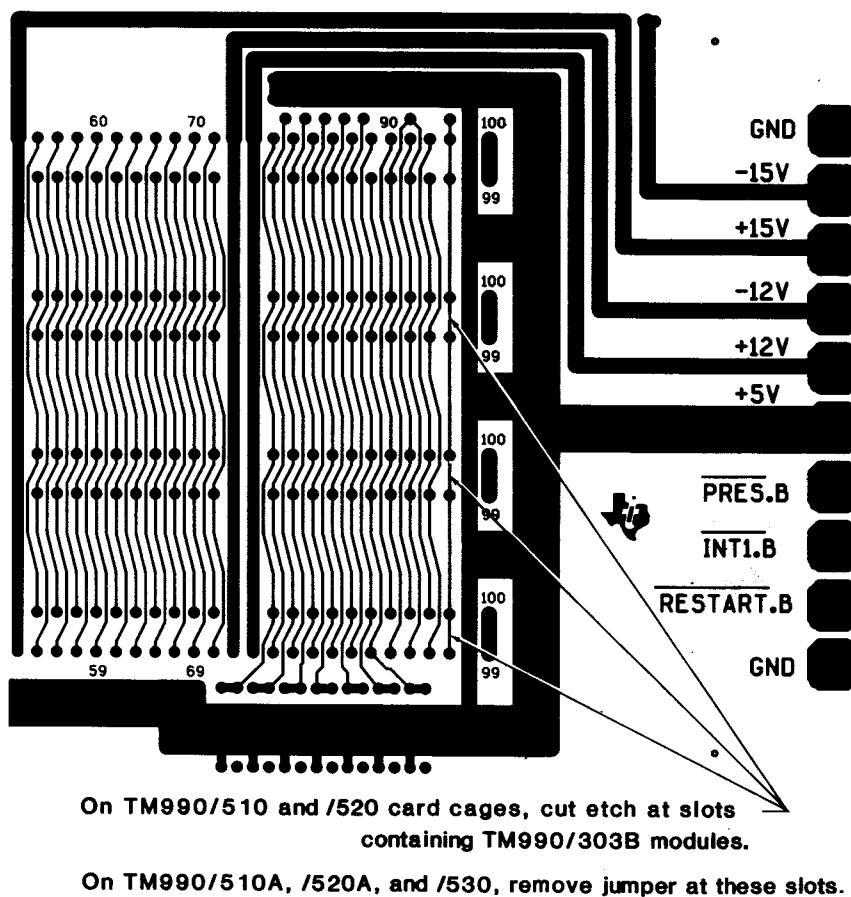 60 70 90 100
GND
-15V
99
+15V
100
-12V
+12V
99
+5V
100
PRES.B
99
INT1.B
100
RESTART.B
GND
59 69 99
On TM990/510 and /520 card cages, cut etch at slots
containing TM990/303B modules.
On TM990/510A, /520A, and /530, remove jumper at these slots.